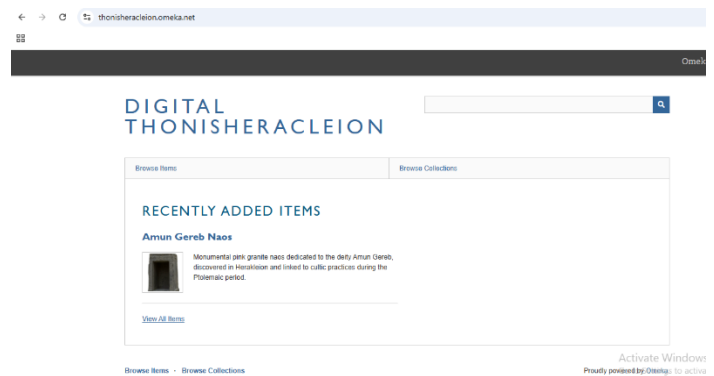 thonisheracleion.omeka.net
Omek
DIGITAL
THONISHERACLEION
Browse Items
Browse Collections
RECENTLY ADDED ITEMS
Amun Gereb Naos
Monumental pink granite naos dedicated to the deity Amun Gereb,
discovered in Herakleion and linked to cultic practices during the
Ptolemaic period.
View All Items
Activate Windows
Browse Items • Browse Collections
Proudly powered by Omeka.
to activa